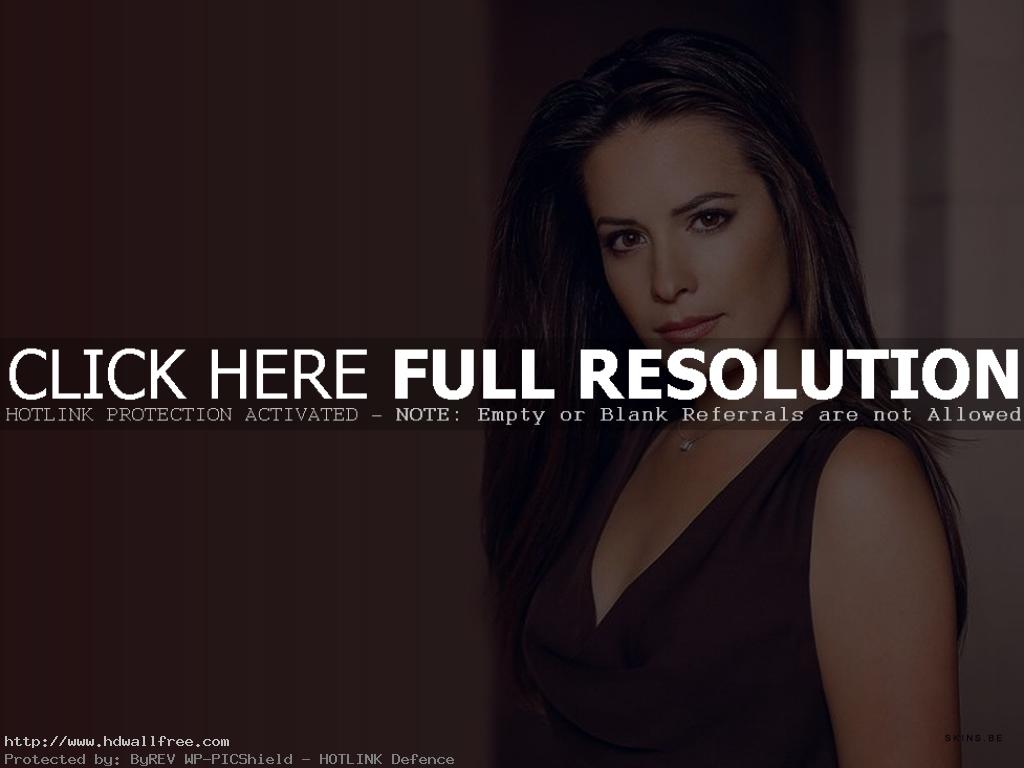 CLICK HERE FULL RESOLUTION
HOTLINK PROTECTION ACTIVATED – NOTE: Empty or Blank Referrals are not Allowed
http://www.hdwallfree.com
Protected by: ByREV WP-PICShield – HOTLINK Defence
SKINS.BE